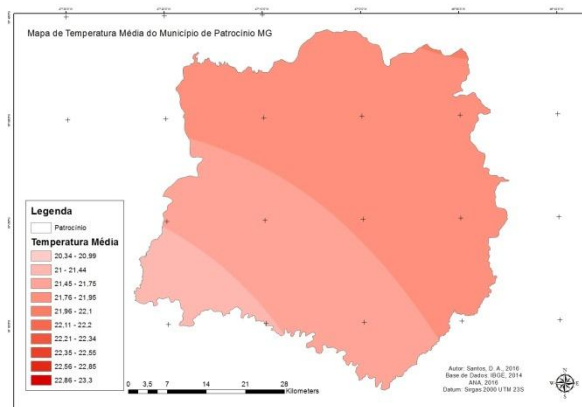 Mapa de Temperatura Média do Município de Patrocínio MG
Legenda
Patrocínio
Temperatura Média
20,34 - 20,99
21 - 21,44
21,45 - 21,75
21,76 - 21,95
21,96 - 22,1
22,11 - 22,2
22,21 - 22,34
22,35 - 22,55
22,56 - 22,85
22,86 - 23,3
0 3,5 7 14 21 28
Kilometers
Autor: Santos, D. A., 2016
Base de Dados: IBGE, 2014
ANA, 2016
Datum: Sirgas 2000 UTM 23S